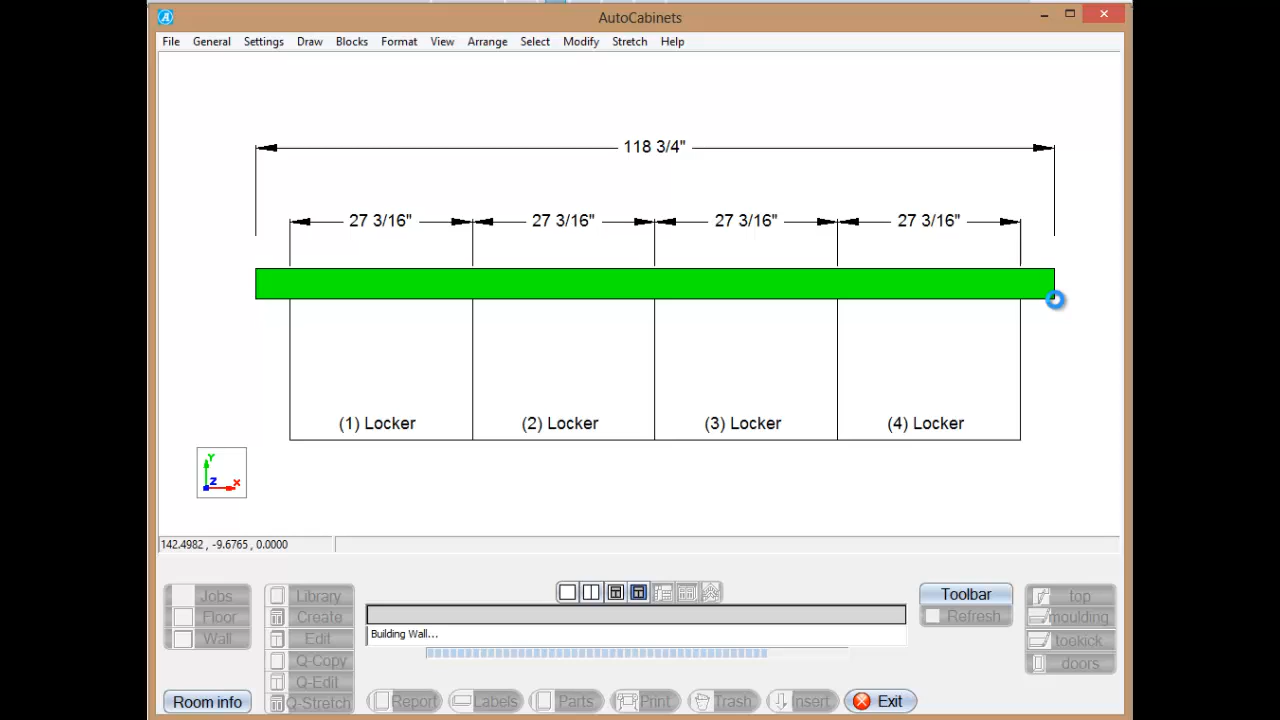 AutoCabinets
File General Settings Draw Blocks Format View Arrange Select Modify Stretch Help
118 3/4"
27 3/16" 27 3/16" 27 3/16" 27 3/16"
(1) Locker (2) Locker (3) Locker (4) Locker
Y
Z X
142.4982 , -9.6765 , 0.0000
Jobs Library Toolbar top
Floor Create Refresh moulding
Wall Edit Building Wall... toekick
Q-Copy doors
Q-Edit
Room info Q-Stretch Report Labels Parts Print Trash Insert Exit